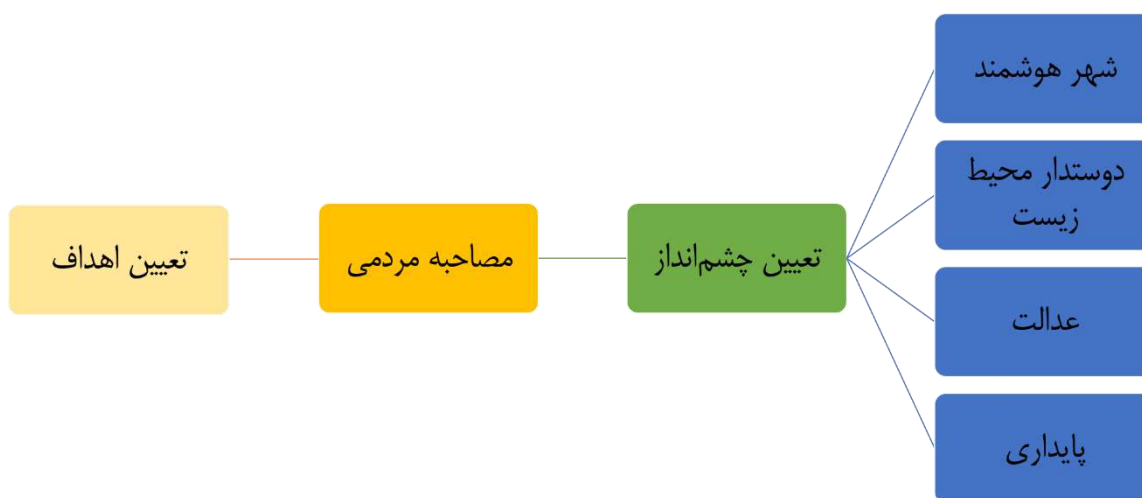 شهر هوشمند
دوستدار محیط
زیست
تعیین چشم‌انداز
مصاحبه مردمی
تعیین اهداف
عدالت
پایداری